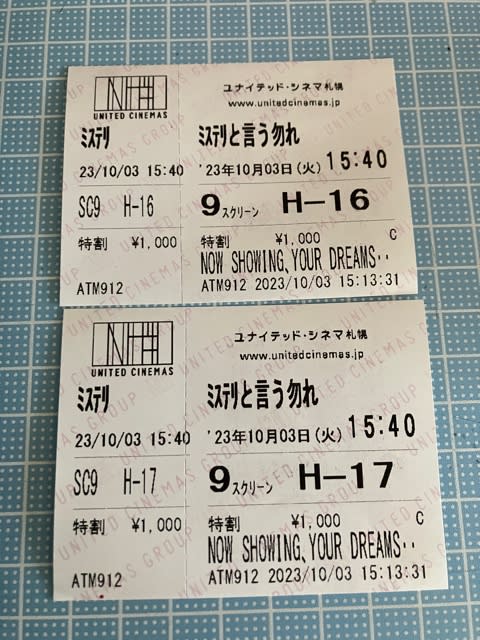 UNITED CINEMAS
ユナイテッド・シネマ札幌
www.unitedcinemas.jp
ﾐｽﾃﾘ
ﾐｽﾃﾘと言う勿れ
23/10/03 15:40
'23年10月03日(火) 15:40
SC9 H-16
9スクリーン H-16
特割 ¥1,000
特割 ¥1,000 C
NOW SHOWING､YOUR DREAMS･･
ATM912
ATM912 2023/10/03 15:13:31
UNITED CINEMAS
ユナイテッド・シネマ札幌
www.unitedcinemas.jp
ﾐｽﾃﾘ
ﾐｽﾃﾘと言う勿れ
23/10/03 15:40
'23年10月03日(火) 15:40
SC9 H-17
9スクリーン H-17
特割 ¥1,000
特割 ¥1,000 C
NOW SHOWING､YOUR DREAMS･･
ATM912
ATM912 2023/10/03 15:13:31